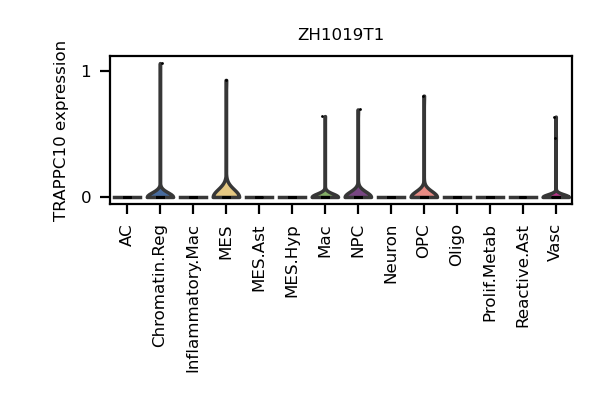 ZH1019T1
TRAPPC10 expression
1
0
AC
Chromatin.Reg
Inflammatory.Mac
MES
MES.Ast
MES.Hyp
Mac
NPC
Neuron
OPC
Oligo
Prolif.Metab
Reactive.Ast
Vasc